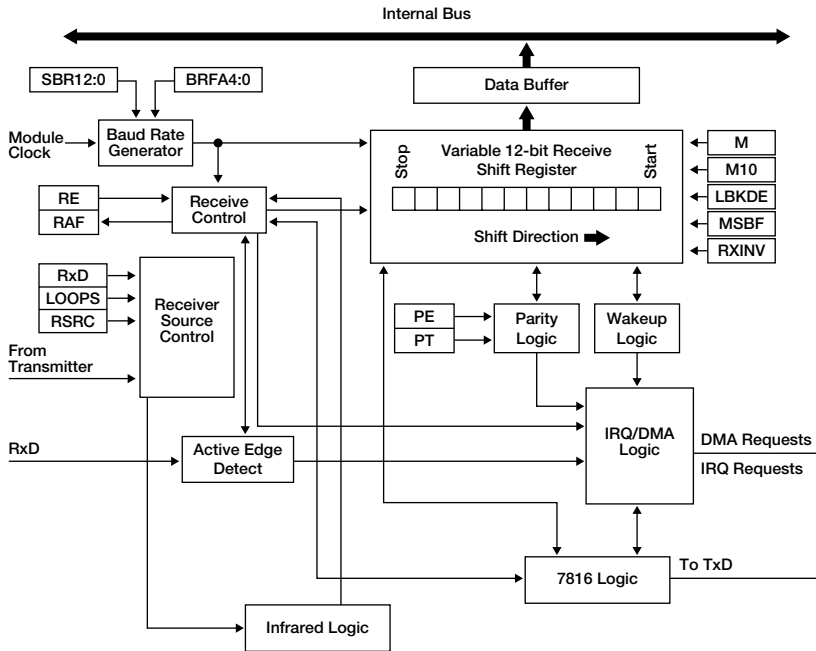 Internal Bus
SBR12:0
BRFA4:0
Data Buffer
Module
Clock
Baud Rate
Generator
Stop
Variable 12-bit Receive
Shift Register
Start
Shift Direction
M
M10
LBKDE
MSBF
RXINV
RE
RAF
Receive
Control
RxD
LOOPS
RSRC
Receiver
Source
Control
From
Transmitter
PE
PT
Parity
Logic
Wakeup
Logic
RxD
Active Edge
Detect
IRQ/DMA
Logic
DMA Requests
IRQ Requests
7816 Logic
To TxD
Infrared Logic